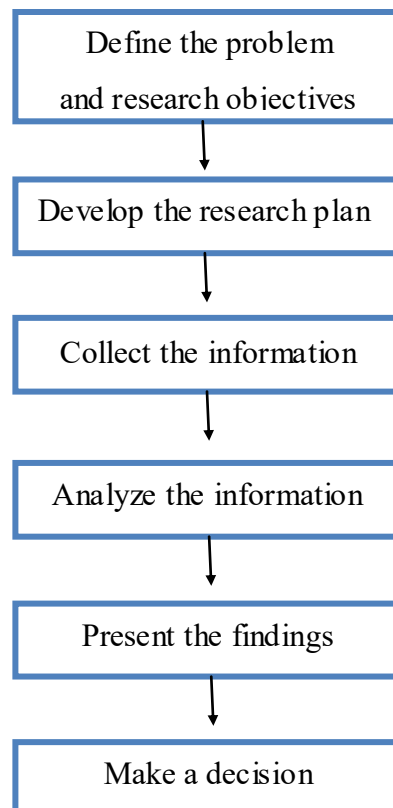 Define the problem
and research objectives
Develop the research plan
Collect the information
Analyze the information
Present the findings
Make a decision